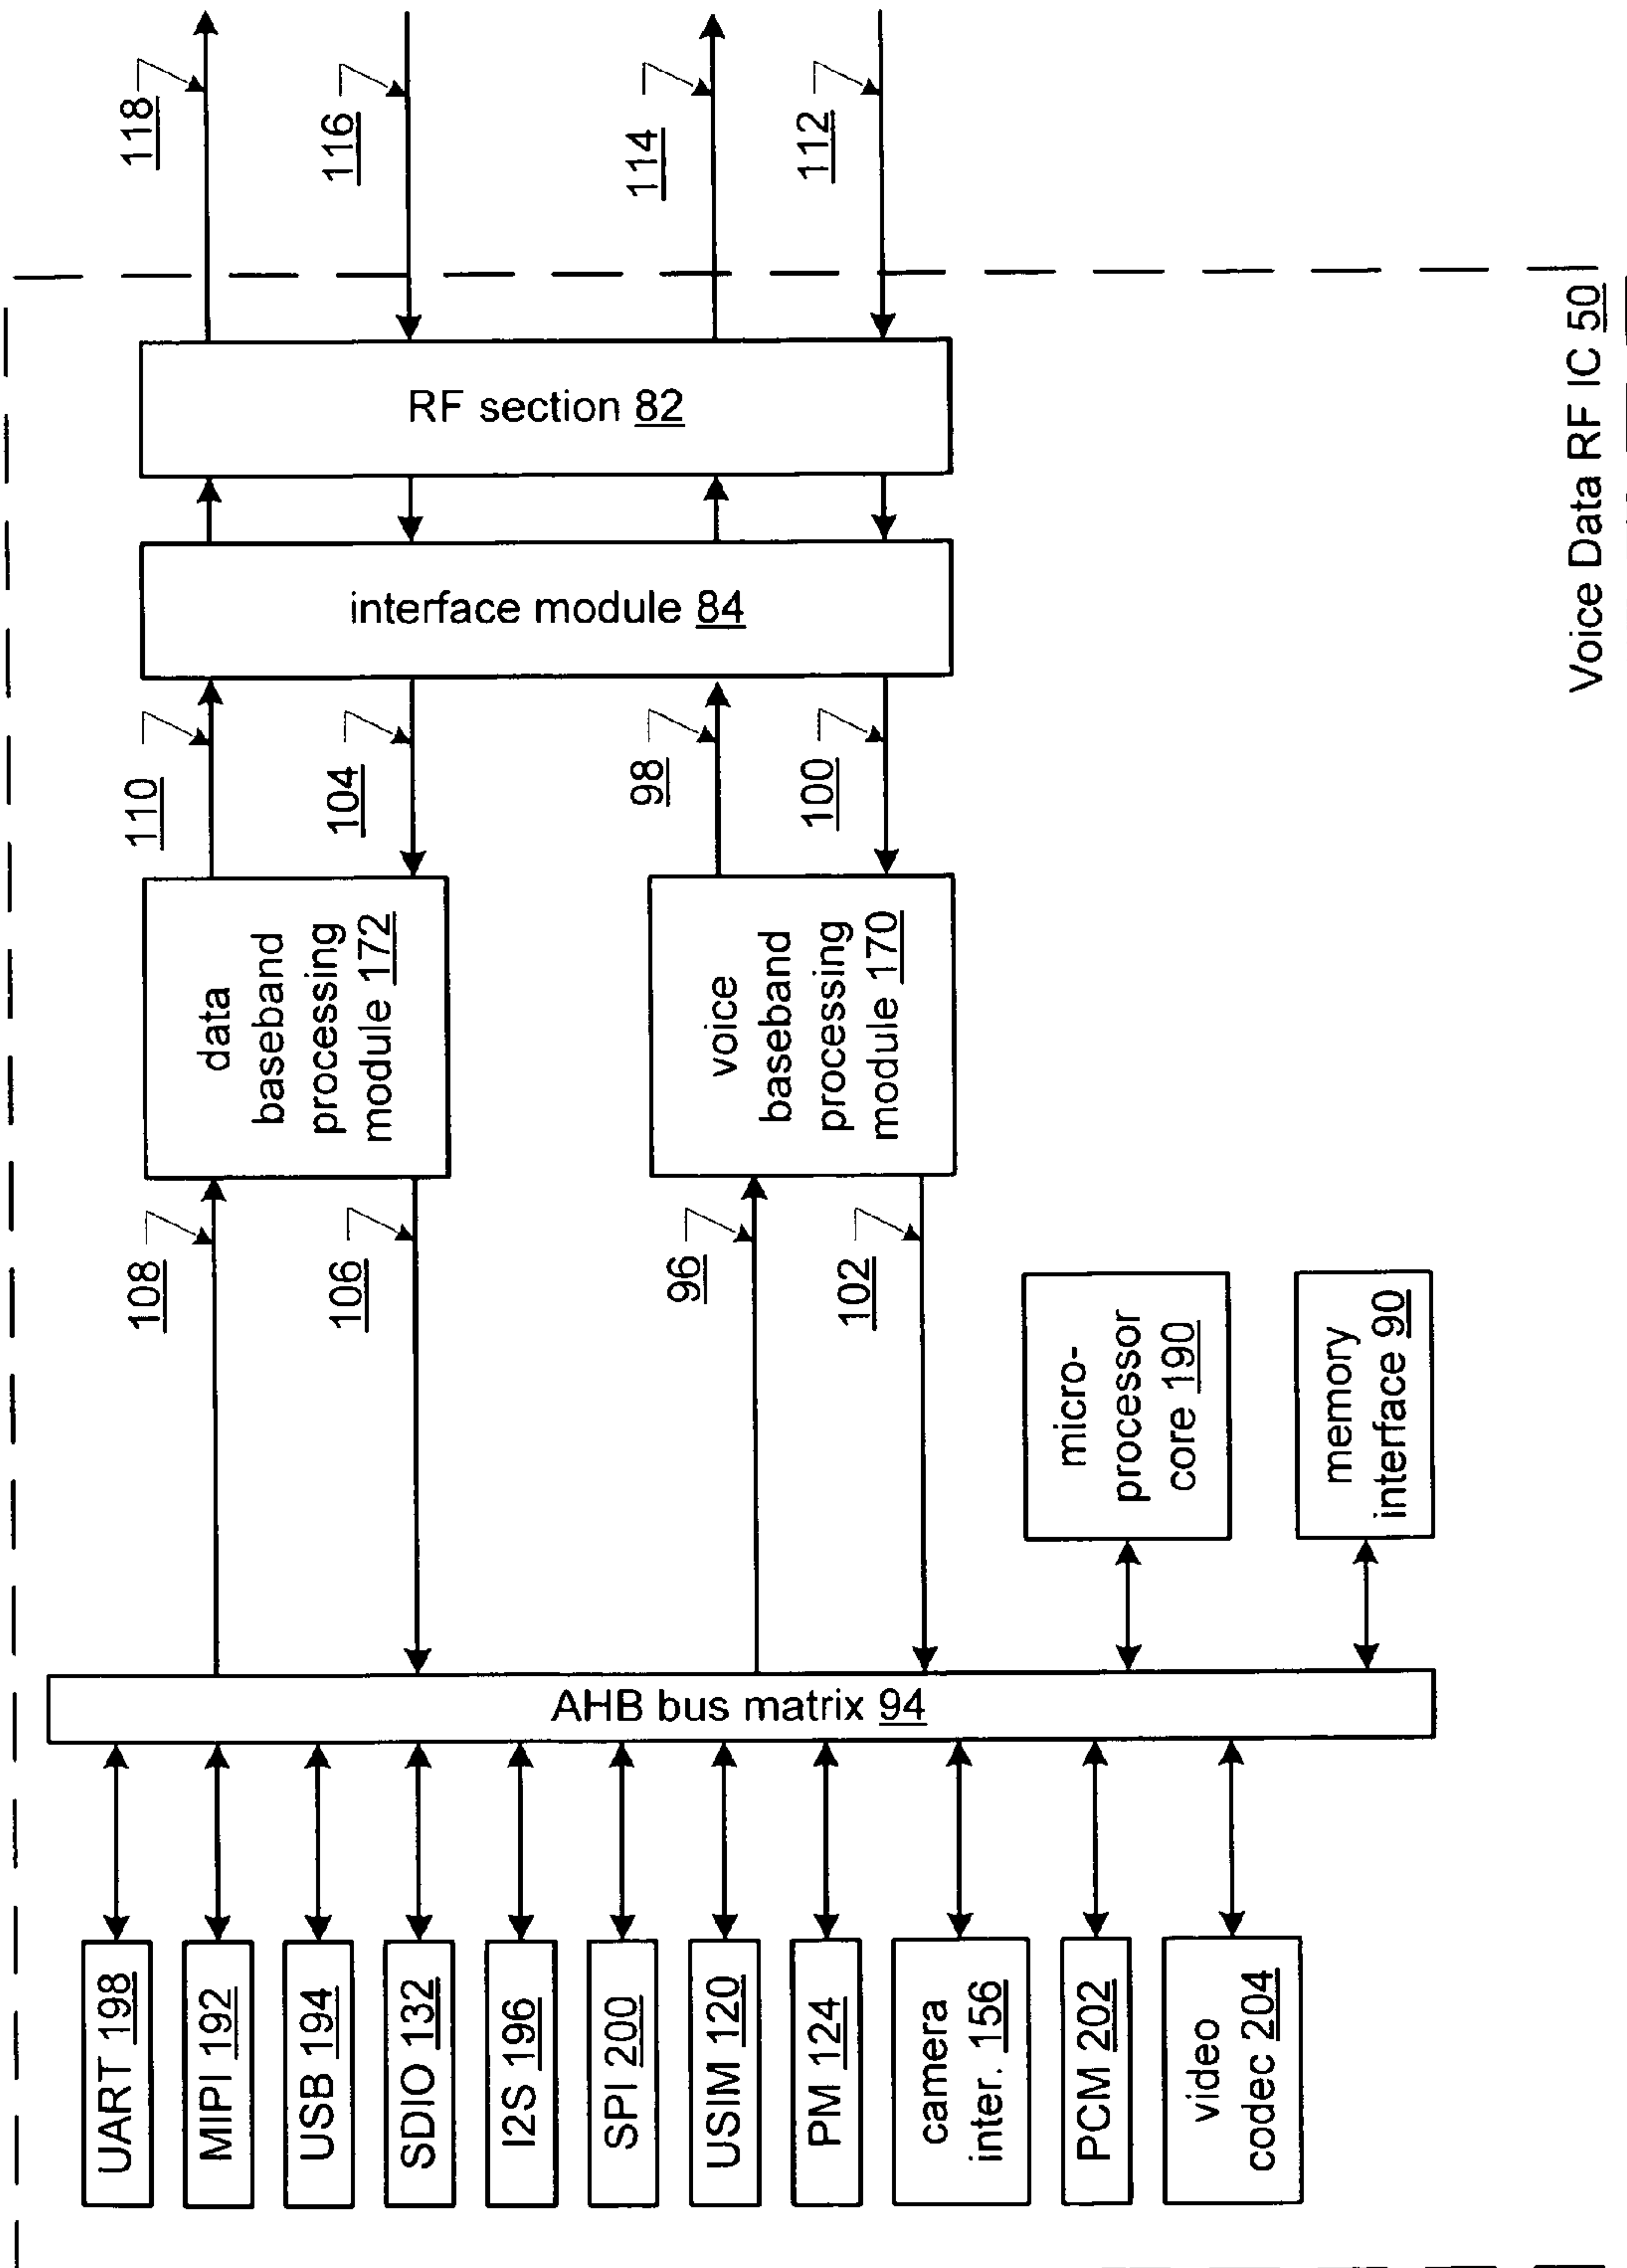 118
116
114
112
RF section 82
interface module 84
110
104
98
100
data
baseband
processing
module 172
voice
baseband
processing
module 170
108
106
96
102
micro-
processor
core 190
memory
interface 90
AHB bus matrix 94
UART 198
MIPI 192
USB 194
SDIO 132
I2S 196
SPI 200
USIM 120
PM 124
camera
inter. 156
PCM 202
video
codec 204
Voice Data RF IC 50